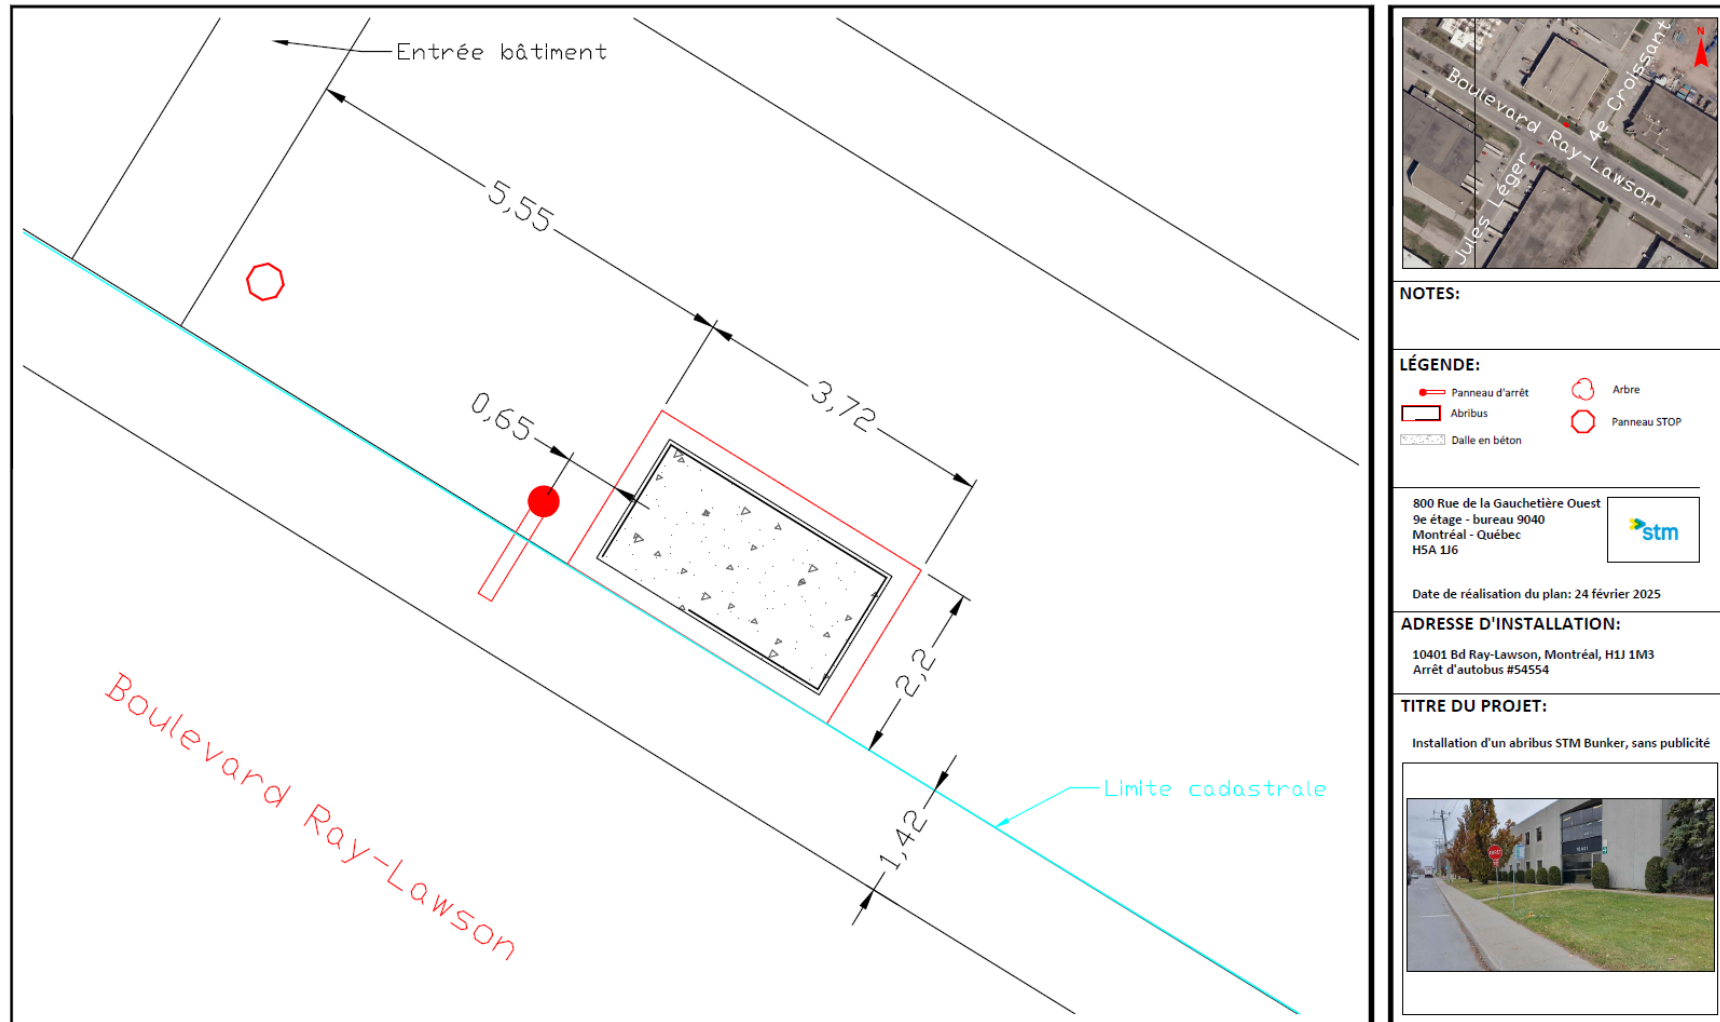 Entrée bâtiment
5,55
3,72
0,65
2,2
1,42
Limite cadastrale
Boulevard Ray-Lawson
N
Boulevard Ray-Lawson
4e Croissant
Jules Léger
NOTES:
LÉGENDE:
Panneau d'arrêt
Arbre
Abribus
Panneau STOP
Dalle en béton
800 Rue de la Gauchetière Ouest
9e étage - bureau 9040
Montréal - Québec
H5A 1J6
stm
Date de réalisation du plan: 24 février 2025
ADRESSE D'INSTALLATION:
10401 Bd Ray-Lawson, Montréal, H1J 1M3
Arrêt d'autobus #54554
TITRE DU PROJET:
Installation d'un abribus STM Bunker, sans publicité